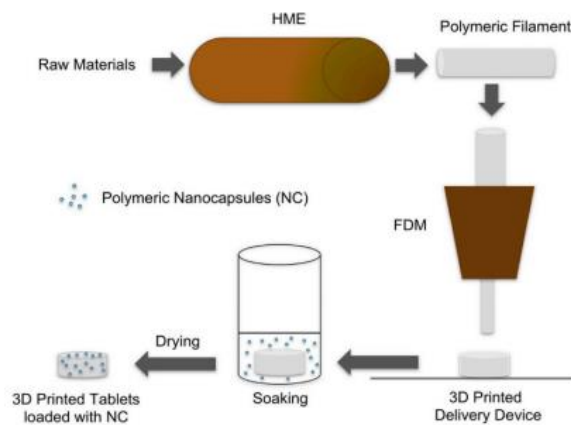 HME
Polymeric Filament
Raw Materials
Polymeric Nanocapsules (NC)
FDM
Drying
3D Printed Tablets
loaded with NC
Soaking
3D Printed
Delivery Device